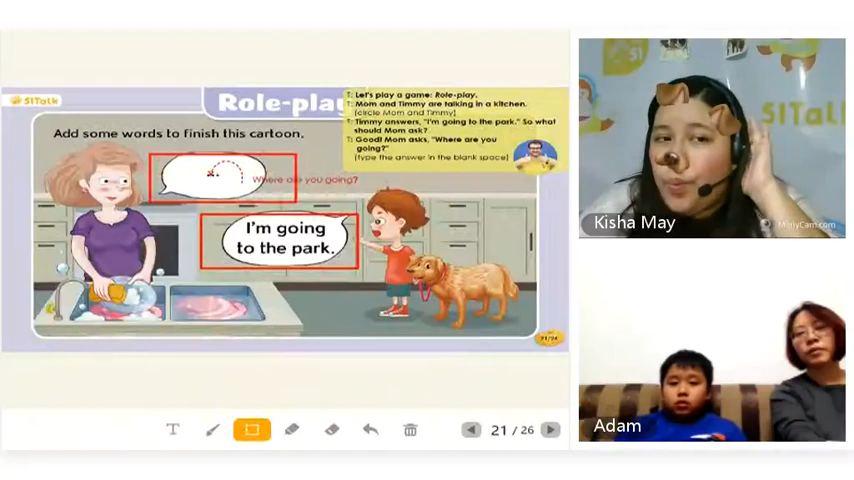 51Talk
Role-play
T: Let's play a game: Role-play.
T: Mom and Timmy are talking in a kitchen.
(circle Mom and Timmy)
T: Timmy answers, "I'm going to the park." So what
should Mom ask?
T: Good! Mom asks, "Where are you
going?"
(type the answer in the blank space)
Add some words to finish this cartoon.
Where are you going?
I'm going
to the park.
21/26
Kisha May
ManyCam.com
51Talk
Adam